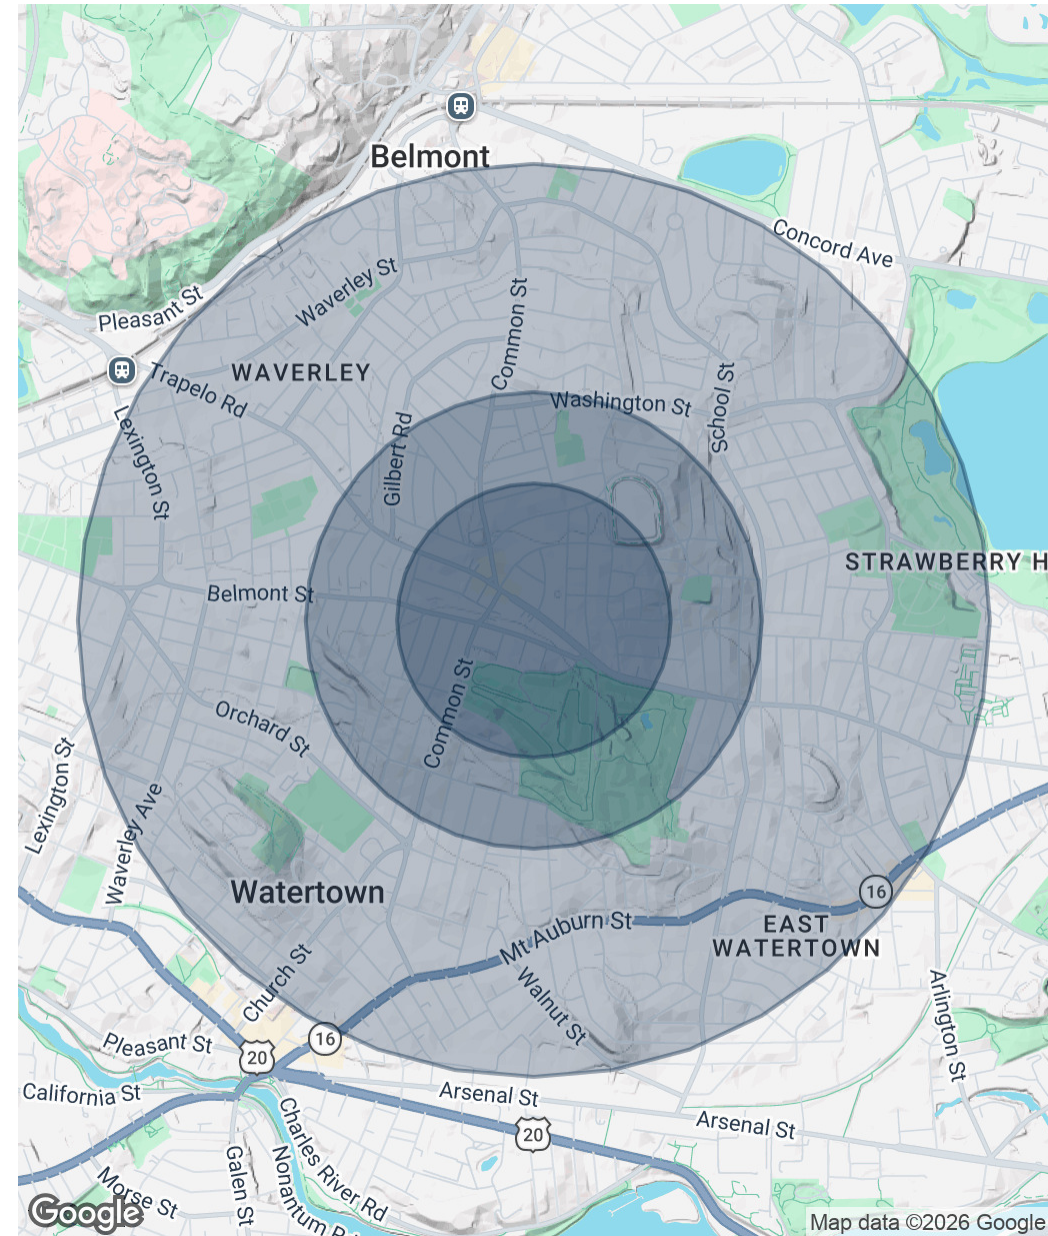 Belmont
Concord Ave
Waverley St
Pleasant St
Common St
WAVERLEY
Trapelo Rd
Washington St
School St
Lexington St
Gilbert Rd
STRAWBERRY H
Belmont St
Common St
Orchard St
Lexington St
Waverley Ave
Watertown
16
Mt Auburn St
EAST
WATERTOWN
Church St
Walnut St
Arlington St
16
Pleasant St
20
California St
Arsenal St
Arsenal St
20
Charles River Rd
Galen St
Nonantum R
Morse St
Google
Map data ©2026 Google